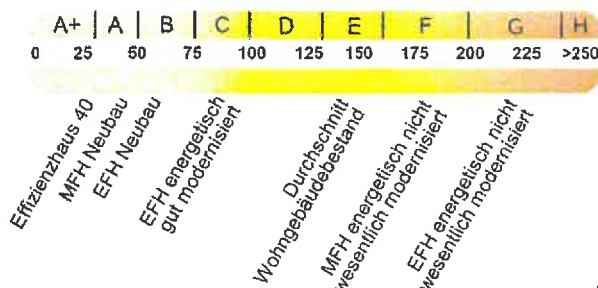 A+ A B C D E F G H
0 25 50 75 100 125 150 175 200 225 >250
Effizienzhaus 40
MFH Neubau
EFH Neubau
EFH energetisch
gut modernisiert
Durchschnitt
Wohngebäudebestand
MFH energetisch nicht
wesentlich modernisiert
EFH energetisch nicht
wesentlich modernisiert